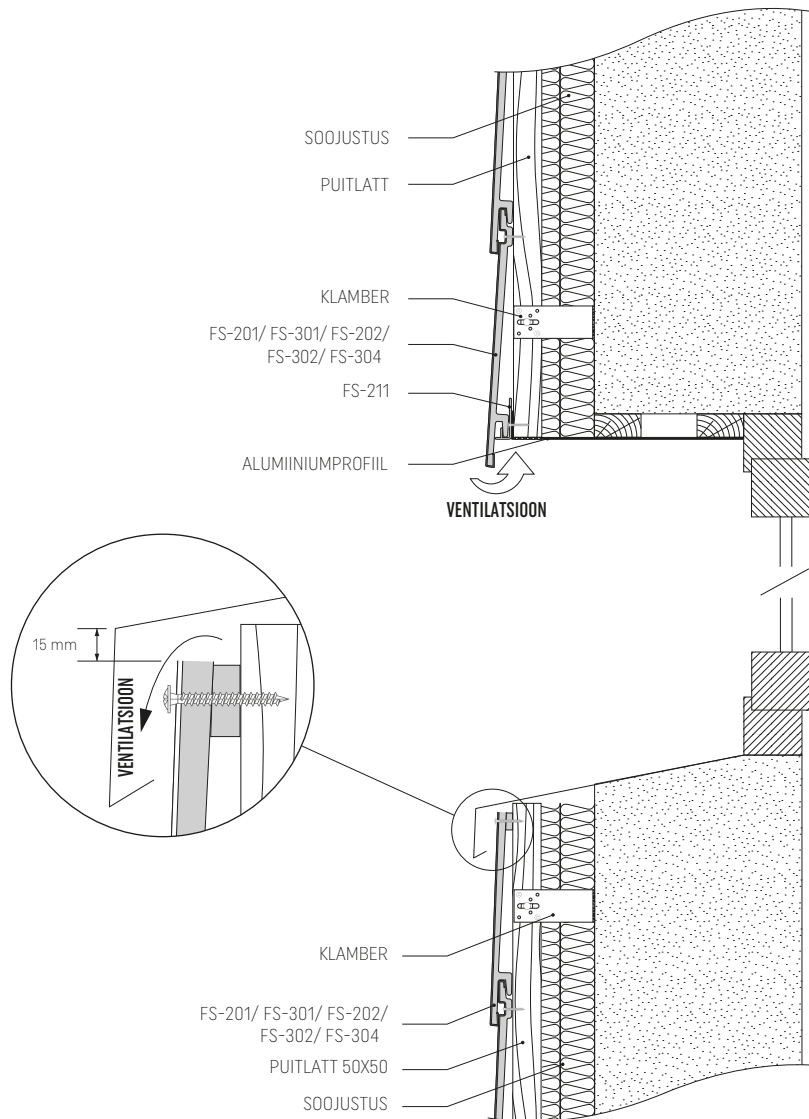 SOOJUSTUS
PUITLATT
KLAMBER
FS-201/ FS-301/ FS-202/
FS-302/ FS-304
FS-211
ALUMIINIUMPROFIIL
VENTILATSIOON
15 mm
VENTILATSIOON
KLAMBER
FS-201/ FS-301/ FS-202/
FS-302/ FS-304
PUITLATT 50X50
SOOJUSTUS